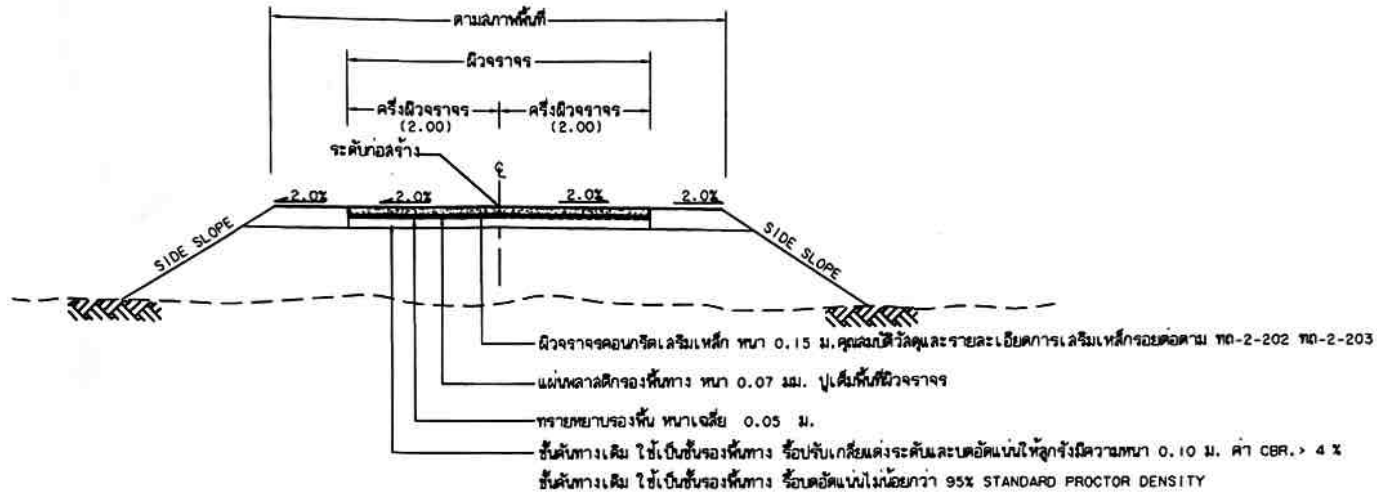 ตามสภาพพื้นที่
ผิวจราจร
ครึ่งผิวจราจร ครึ่งผิวจราจร
(2.00) (2.00)
ระดับก่อสร้าง
℄
2.0% 2.0% 2.0% 2.0%
SIDE SLOPE SIDE SLOPE
ผิวจราจรคอนกรีตเสริมเหล็ก หนา 0.15 ม.คุณสมบัติวัสดุและรายละเอียดการเสริมเหล็กรอยต่อตาม ทถ-2-202 ทถ-2-203
แผ่นพลาสติกรองพื้นทาง หนา 0.07 มม. ปูเต็มพื้นที่ผิวจราจร
ทรายหยาบรองพื้น หนาเฉลี่ย 0.05 ม.
ชั้นคันทางเดิม ใช้เป็นชั้นรองพื้นทาง รื้อปรับเกลี่ยแต่งระดับและบดอัดแน่นให้ลูกรังมีความหนา 0.10 ม. ค่า CBR.> 4 %
ชั้นคันทางเดิม ใช้เป็นชั้นรองพื้นทาง รื้อบดอัดแน่นไม่น้อยกว่า 95% STANDARD PROCTOR DENSITY